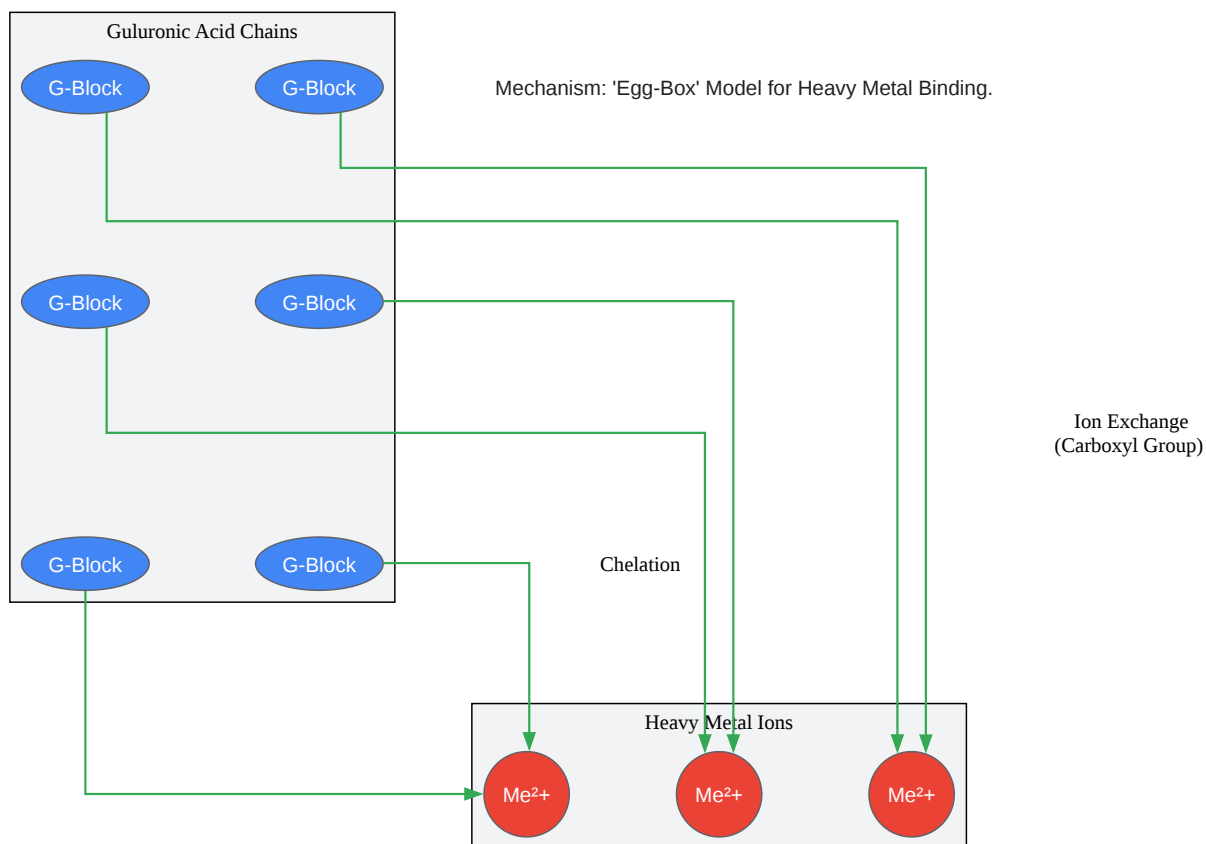 Guluronic Acid Chains
G-Block
G-Block
Mechanism: 'Egg-Box' Model for Heavy Metal Binding.
G-Block
G-Block
Ion Exchange
(Carboxyl Group)
G-Block
G-Block
Chelation
Heavy Metal Ions
Me²+
Me²+
Me²+